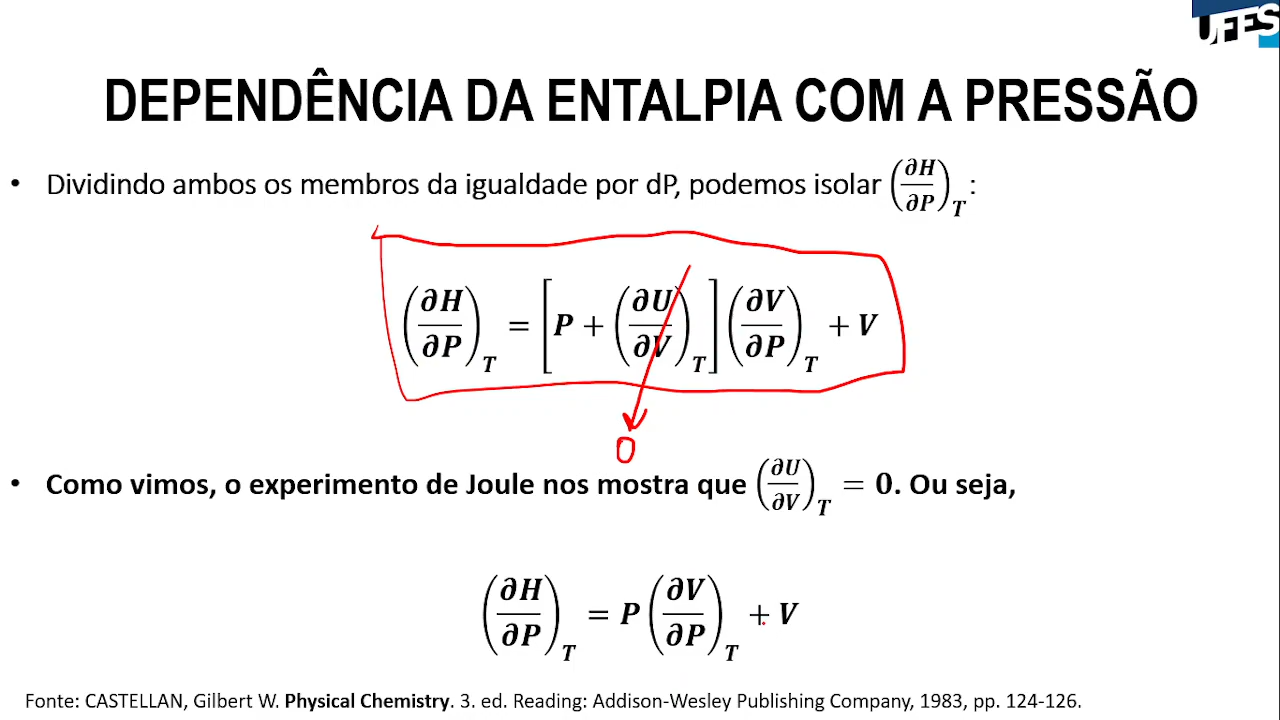 UFES
DEPENDÊNCIA DA ENTALPIA COM A PRESSÃO
• Dividindo ambos os membros da igualdade por dP, podemos isolar (∂H/∂P)_T:
(∂H/∂P)_T = [P + (∂U/∂V)_T] (∂V/∂P)_T + V
0
• Como vimos, o experimento de Joule nos mostra que (∂U/∂V)_T = 0. Ou seja,
(∂H/∂P)_T = P (∂V/∂P)_T + V
Fonte: CASTELLAN, Gilbert W. Physical Chemistry. 3. ed. Reading: Addison-Wesley Publishing Company, 1983, pp. 124-126.